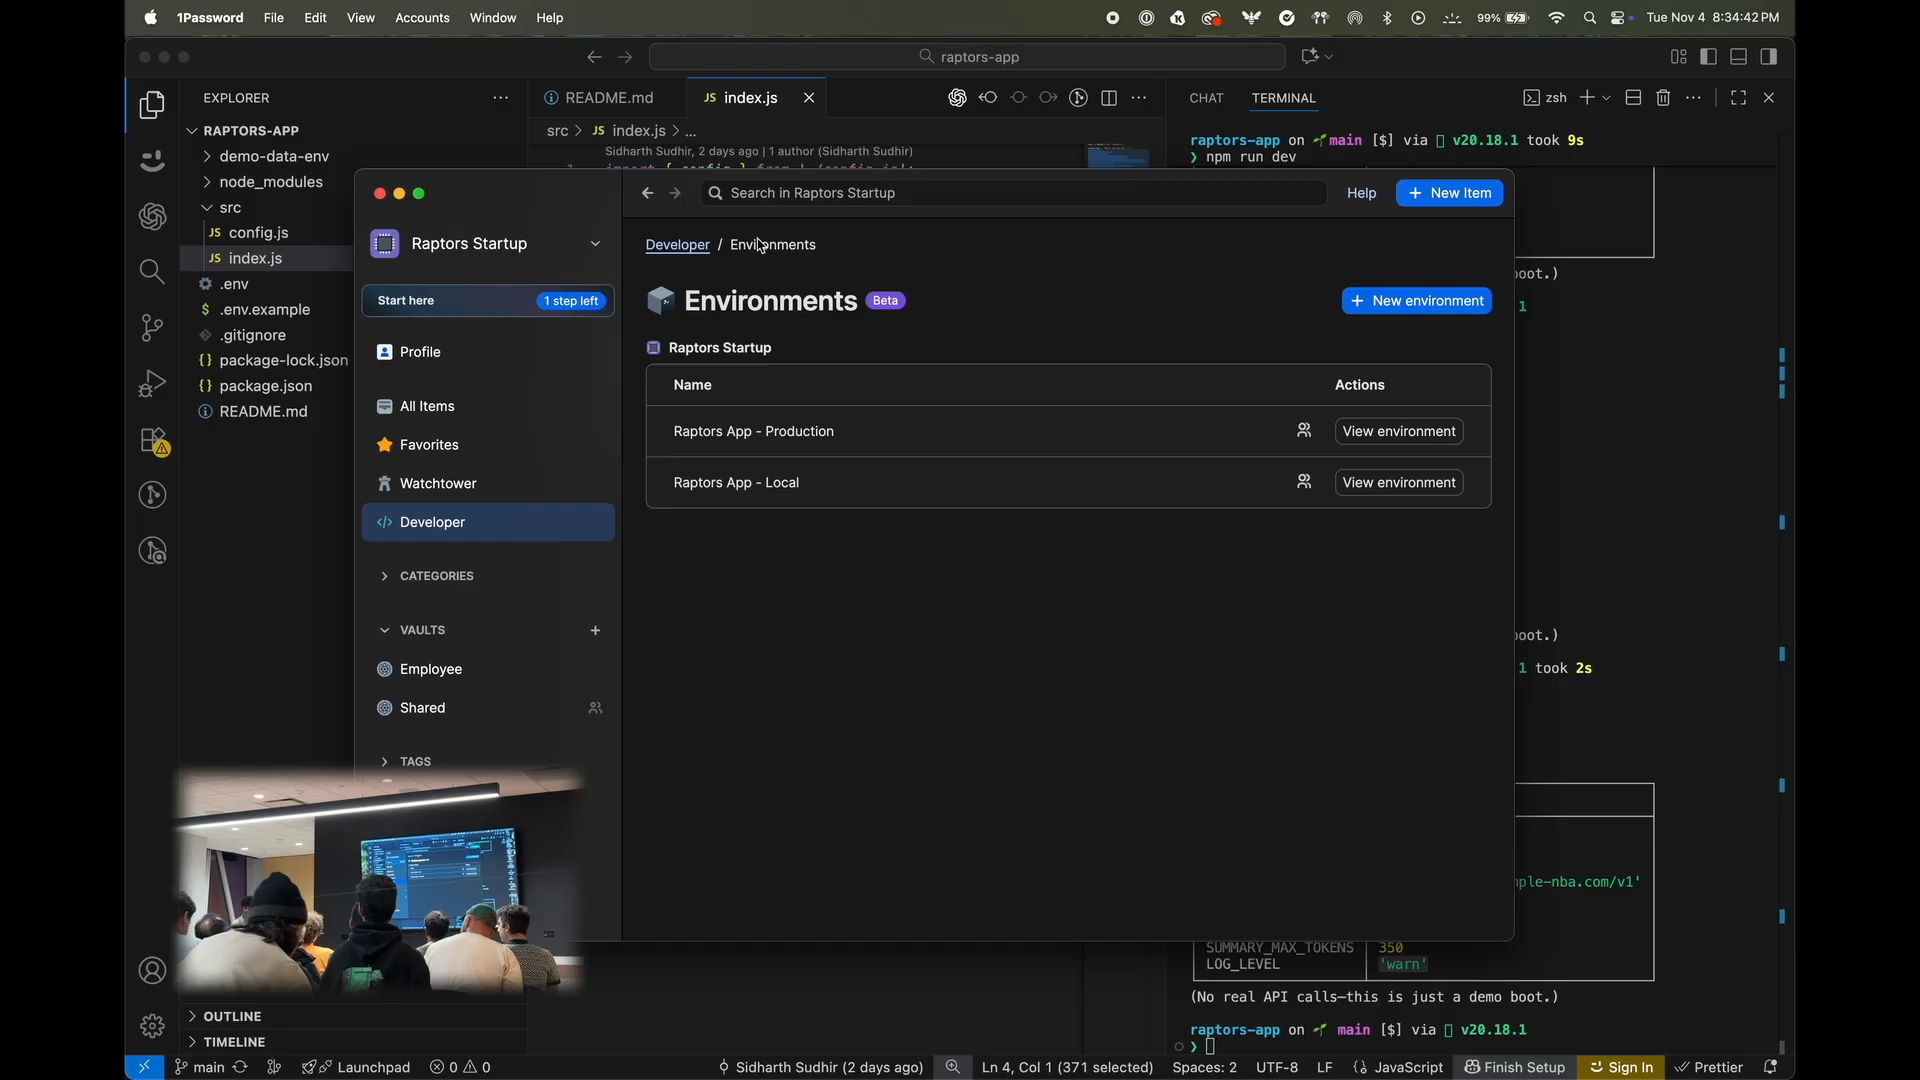 1Password File Edit View Accounts Window Help
99% Tue Nov 4 8:34:42 PM
raptors-app
EXPLORER
RAPTORS-APP
demo-data-env
node_modules
src
JS config.js
JS index.js
.env
$ .env.example
.gitignore
{} package-lock.json
{} package.json
README.md
OUTLINE
TIMELINE
README.md
JS index.js
src > JS index.js > ...
Sidharth Sudhir, 2 days ago | 1 author (Sidharth Sudhir)
CHAT TERMINAL
zsh
raptors-app on main [$] via v20.18.1 took 9s
❯ npm run dev
boot.)
1
boot.)
1 took 2s
mple-nba.com/v1'
SUMMARY_MAX_TOKENS 350
LOG_LEVEL 'warn'
(No real API calls—this is just a demo boot.)
raptors-app on main [$] via v20.18.1
❯
Raptors Startup
Start here 1 step left
Profile
All Items
Favorites
Watchtower
</> Developer
CATEGORIES
VAULTS +
Employee
Shared
TAGS
Search in Raptors Startup
Help
+ New Item
Developer / Environments
Environments Beta
+ New environment
Raptors Startup
Name Actions
Raptors App - Production View environment
Raptors App - Local View environment
main Launchpad 0 0
Sidharth Sudhir (2 days ago) Ln 4, Col 1 (371 selected) Spaces: 2 UTF-8 LF {} JavaScript Finish Setup Sign In Prettier